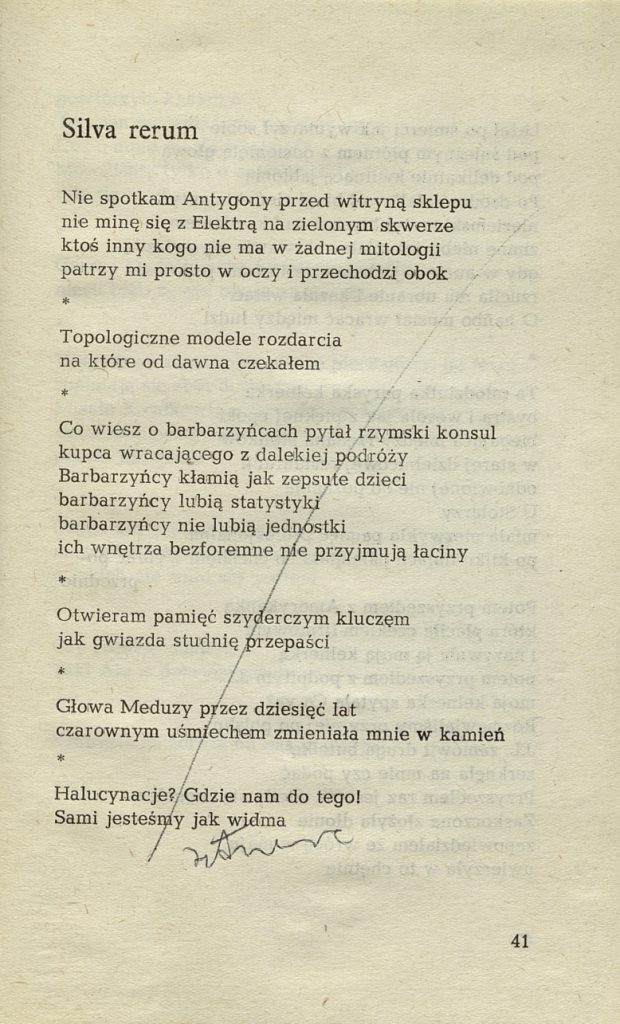 Silva rerum
Nie spotkam Antygony przed witryną sklepu
nie minę się z Elektrą na zielonym skwerze
ktoś inny kogo nie ma w żadnej mitologii
patrzy mi prosto w oczy i przechodzi obok
*
Topologiczne modele rozdarcia
na które od dawna czekałem
*
Co wiesz o barbarzyńcach pytał rzymski konsul
kupca wracającego z dalekiej podróży
Barbarzyńcy kłamią jak zepsute dzieci
barbarzyńcy lubią statystyki
barbarzyńcy nie lubią jednostki
ich wnętrza bezforemne nie przyjmują łaciny
*
Otwieram pamięć szyderczym kluczem
jak gwiazda studnię przepaści
*
Głowa Meduzy przez dziesięć lat
czarownym uśmiechem zmieniała mnie w kamień
*
Halucynacje? Gdzie nam do tego!
Sami jesteśmy jak widma
41